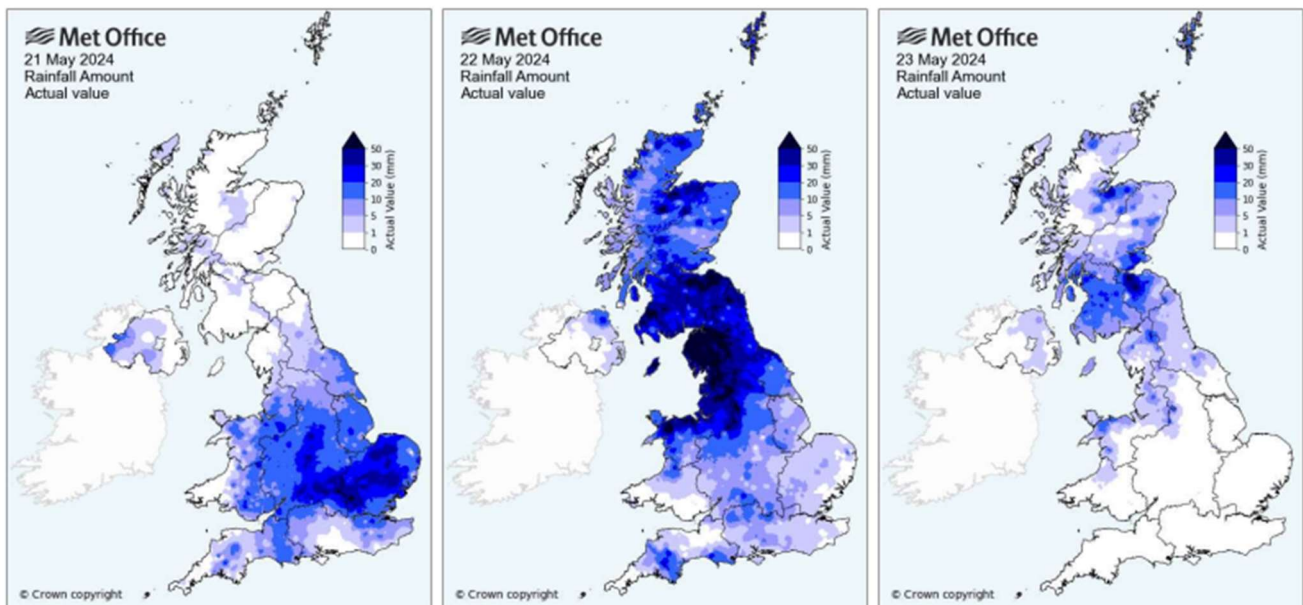 Met Office
21 May 2024
Rainfall Amount
Actual value
50
30
20
10
5
1
0
Actual Value (mm)
© Crown copyright
Met Office
22 May 2024
Rainfall Amount
Actual value
50
30
20
10
5
1
0
Actual Value (mm)
© Crown copyright
Met Office
23 May 2024
Rainfall Amount
Actual value
50
30
20
10
5
1
0
Actual Value (mm)
© Crown copyright